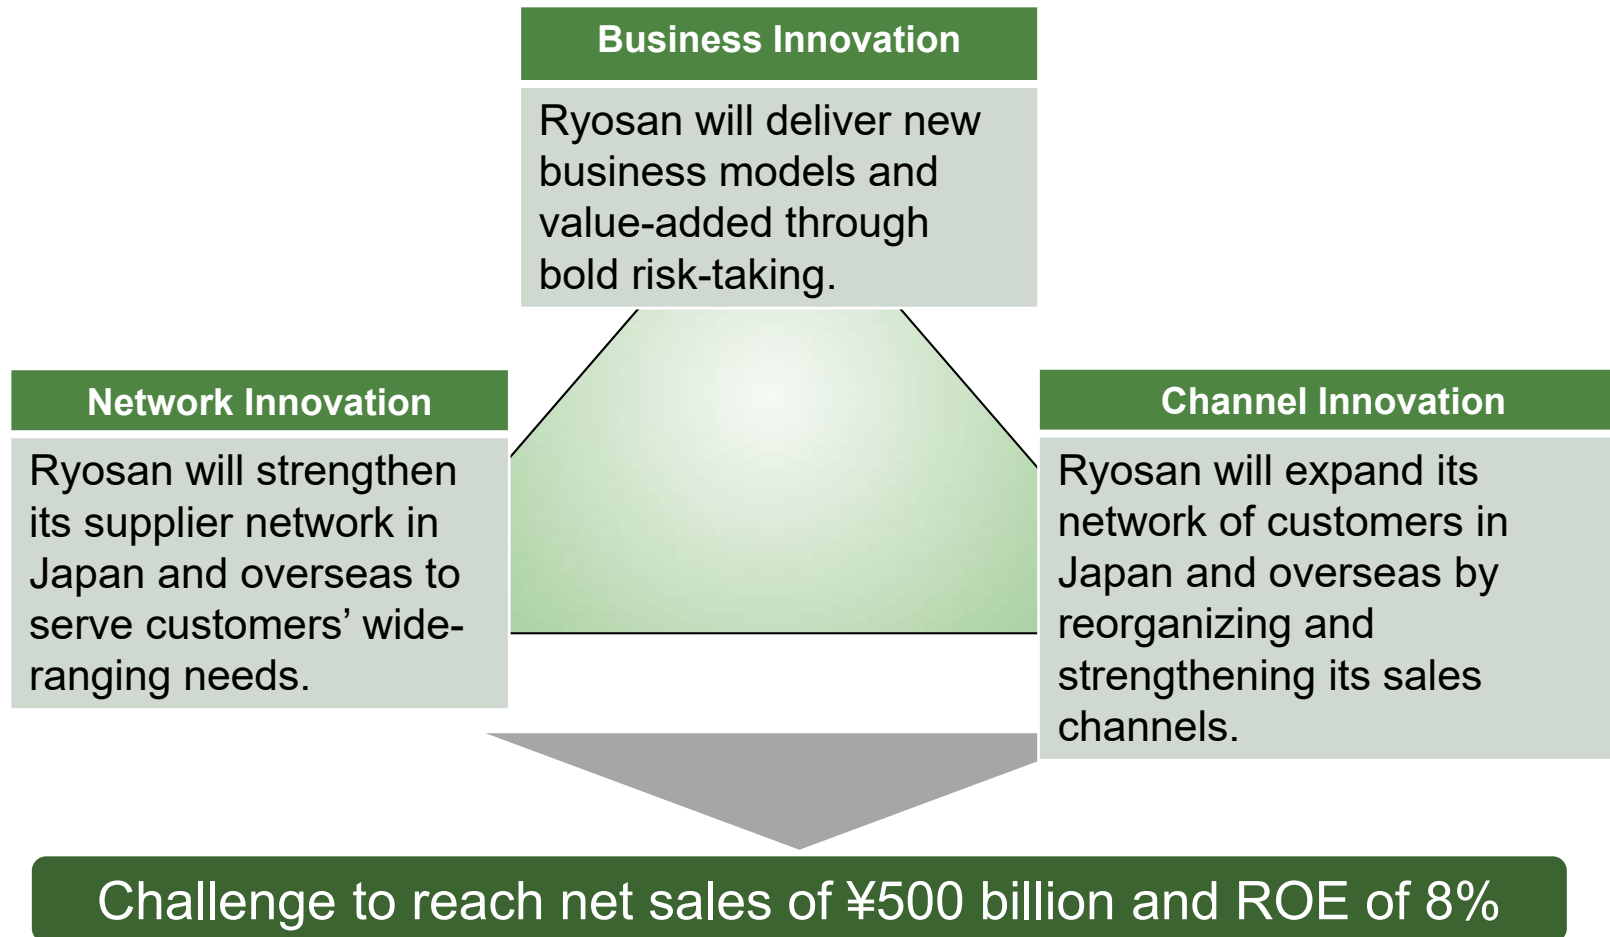 Business Innovation
Ryosan will deliver new
business models and
value-added through
bold risk-taking.
Network Innovation
Ryosan will strengthen
its supplier network in
Japan and overseas to
serve customers’ wide-
ranging needs.
Channel Innovation
Ryosan will expand its
network of customers in
Japan and overseas by
reorganizing and
strengthening its sales
channels.
Challenge to reach net sales of ¥500 billion and ROE of 8%